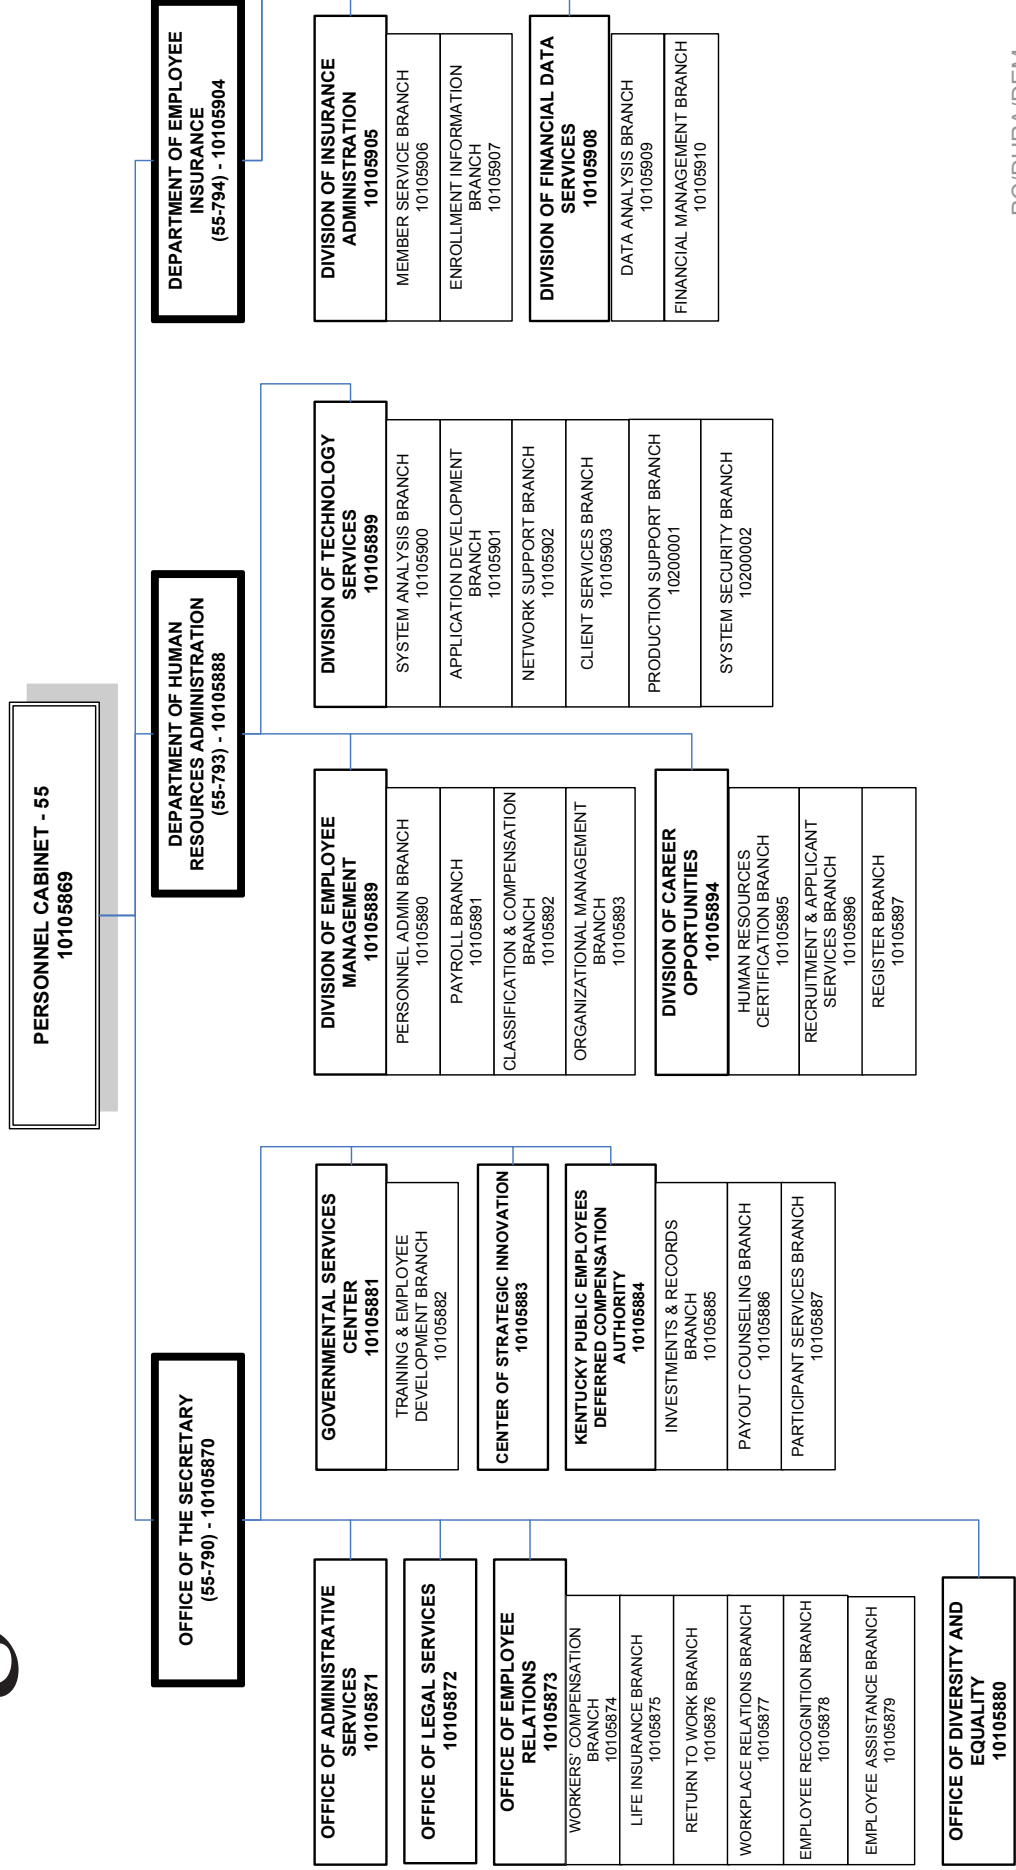 PERSONNEL CABINET - 55
10105869
OFFICE OF THE SECRETARY
(55-790) - 10105870
DEPARTMENT OF HUMAN
RESOURCES ADMINISTRATION
(55-793) - 10105888
DEPARTMENT OF EMPLOYEE
INSURANCE
(55-794) - 10105904
OFFICE OF ADMINISTRATIVE
SERVICES
10105871
OFFICE OF LEGAL SERVICES
10105872
OFFICE OF EMPLOYEE
RELATIONS
10105873
WORKERS' COMPENSATION
BRANCH
10105874
LIFE INSURANCE BRANCH
10105875
RETURN TO WORK BRANCH
10105876
WORKPLACE RELATIONS BRANCH
10105877
EMPLOYEE RECOGNITION BRANCH
10105878
EMPLOYEE ASSISTANCE BRANCH
10105879
OFFICE OF DIVERSITY AND
EQUALITY
10105880
GOVERNMENTAL SERVICES
CENTER
10105881
TRAINING & EMPLOYEE
DEVELOPMENT BRANCH
10105882
CENTER OF STRATEGIC INNOVATION
10105883
KENTUCKY PUBLIC EMPLOYEES
DEFERRED COMPENSATION
AUTHORITY
10105884
INVESTMENTS & RECORDS
BRANCH
10105885
PAYOUT COUNSELING BRANCH
10105886
PARTICIPANT SERVICES BRANCH
10105887
DIVISION OF EMPLOYEE
MANAGEMENT
10105889
PERSONNEL ADMIN BRANCH
10105890
PAYROLL BRANCH
10105891
CLASSIFICATION & COMPENSATION
BRANCH
10105892
ORGANIZATIONAL MANAGEMENT
BRANCH
10105893
DIVISION OF CAREER
OPPORTUNITIES
10105894
HUMAN RESOURCES
CERTIFICATION BRANCH
10105895
RECRUITMENT & APPLICANT
SERVICES BRANCH
10105896
REGISTER BRANCH
10105897
DIVISION OF TECHNOLOGY
SERVICES
10105899
SYSTEM ANALYSIS BRANCH
10105900
APPLICATION DEVELOPMENT
BRANCH
10105901
NETWORK SUPPORT BRANCH
10105902
CLIENT SERVICES BRANCH
10105903
PRODUCTION SUPPORT BRANCH
10200001
SYSTEM SECURITY BRANCH
10200002
DIVISION OF INSURANCE
ADMINISTRATION
10105905
MEMBER SERVICE BRANCH
10105906
ENROLLMENT INFORMATION
BRANCH
10105907
DIVISION OF FINANCIAL DATA
SERVICES
10105908
DATA ANALYSIS BRANCH
10105909
FINANCIAL MANAGEMENT BRANCH
10105910